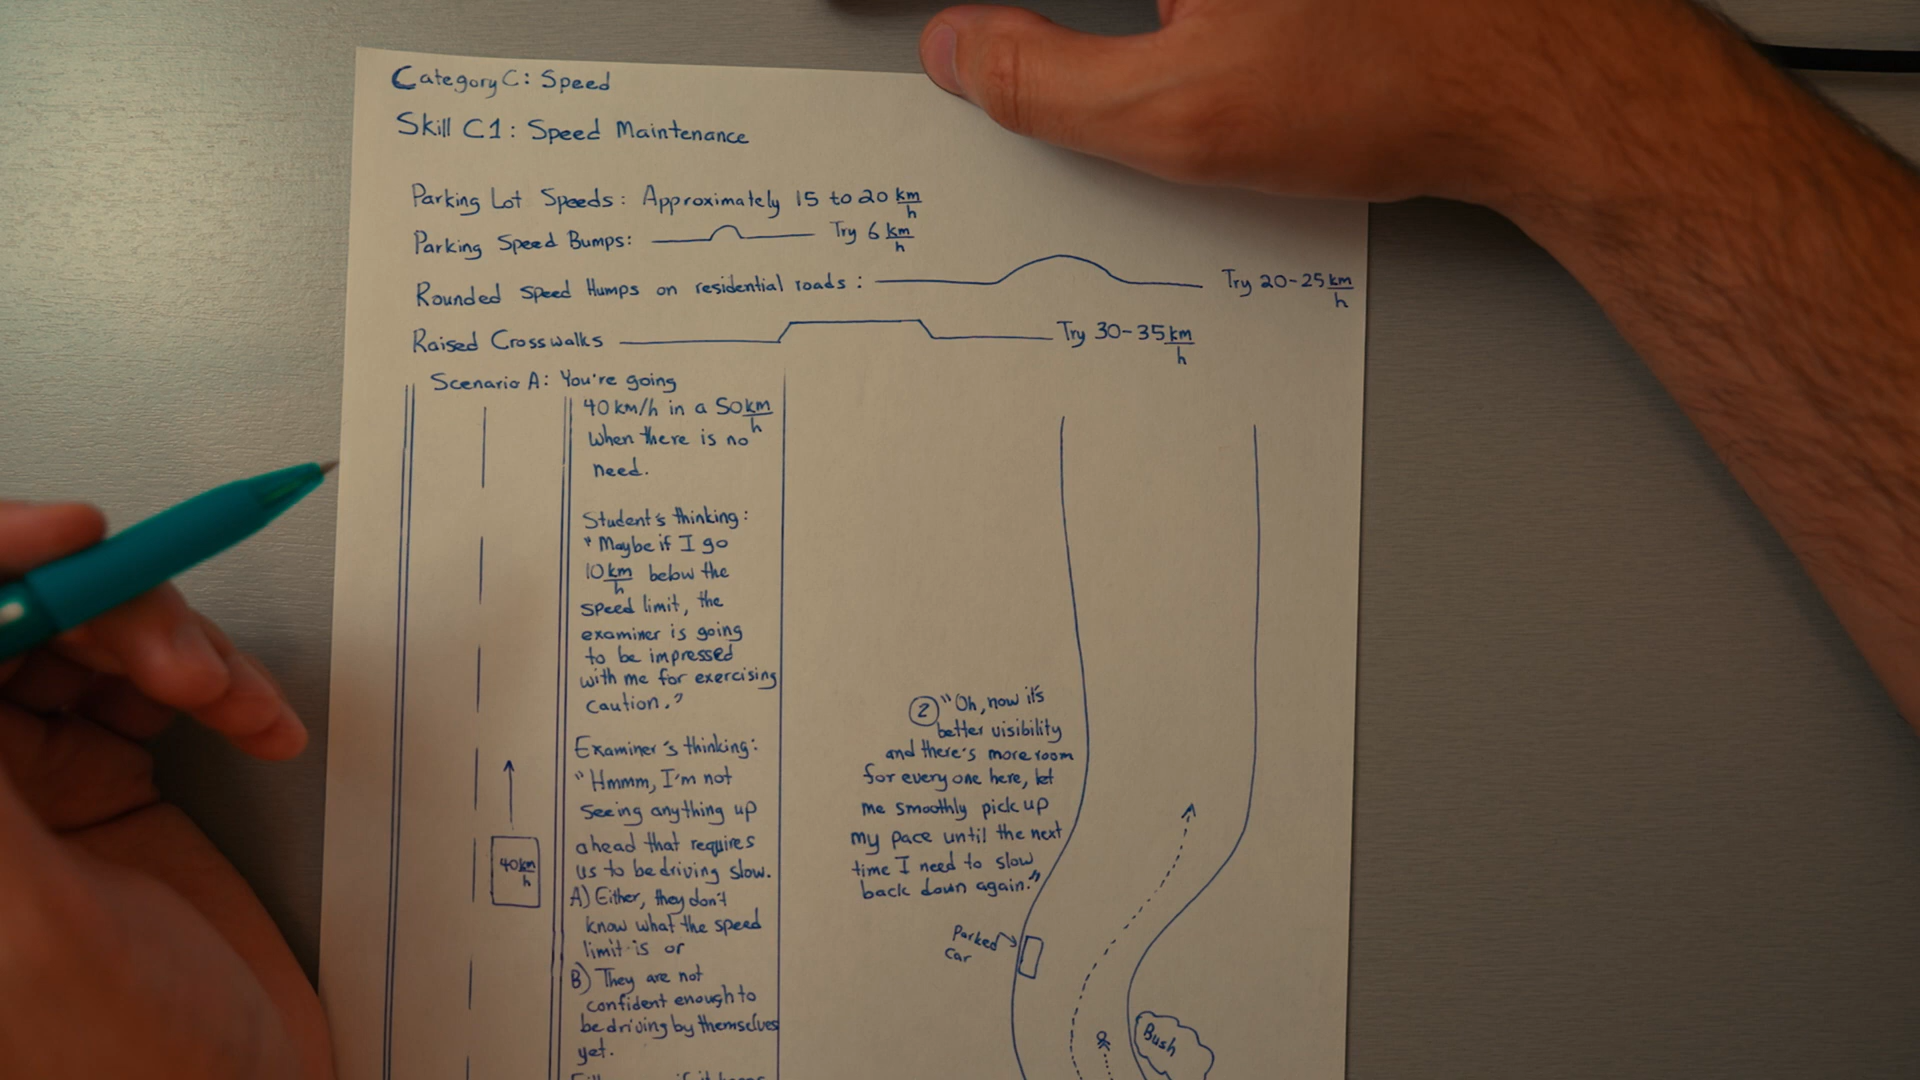 Category C: Speed
Skill C1: Speed Maintenance
Parking Lot Speeds: Approximately 15 to 20 km/h
Parking Speed Bumps: Try 6 km/h
Rounded Speed Humps on residential roads: Try 20-25 km/h
Raised Crosswalks Try 30-35 km/h
Scenario A: You're going
40 km/h in a 50 km/h
when there is no
need.
Student's thinking:
"Maybe if I go
10 km/h below the
speed limit, the
examiner is going
to be impressed
with me for exercising
caution."
Examiner's thinking:
"Hmmm, I'm not
seeing anything up
ahead that requires
us to be driving slow.
A) Either, they don't
know what the speed
limit is or
B) They are not
confident enough to
be driving by themselves
yet.
40 km/h
2 "Oh, now it's
better visibility
and there's more room
for everyone here, let
me smoothly pick up
my pace until the next
time I need to slow
back down again."
Parked
Car
Bush